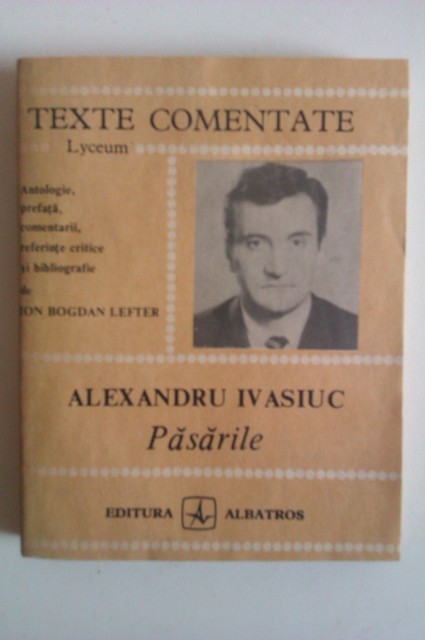 TEXTE COMENTATE
Lyceum
Antologie,
prefață,
comentarii,
referințe critice
și bibliografie
de
ION BOGDAN LEFTER
ALEXANDRU IVASIUC
Păsările
EDITURA ALBATROS